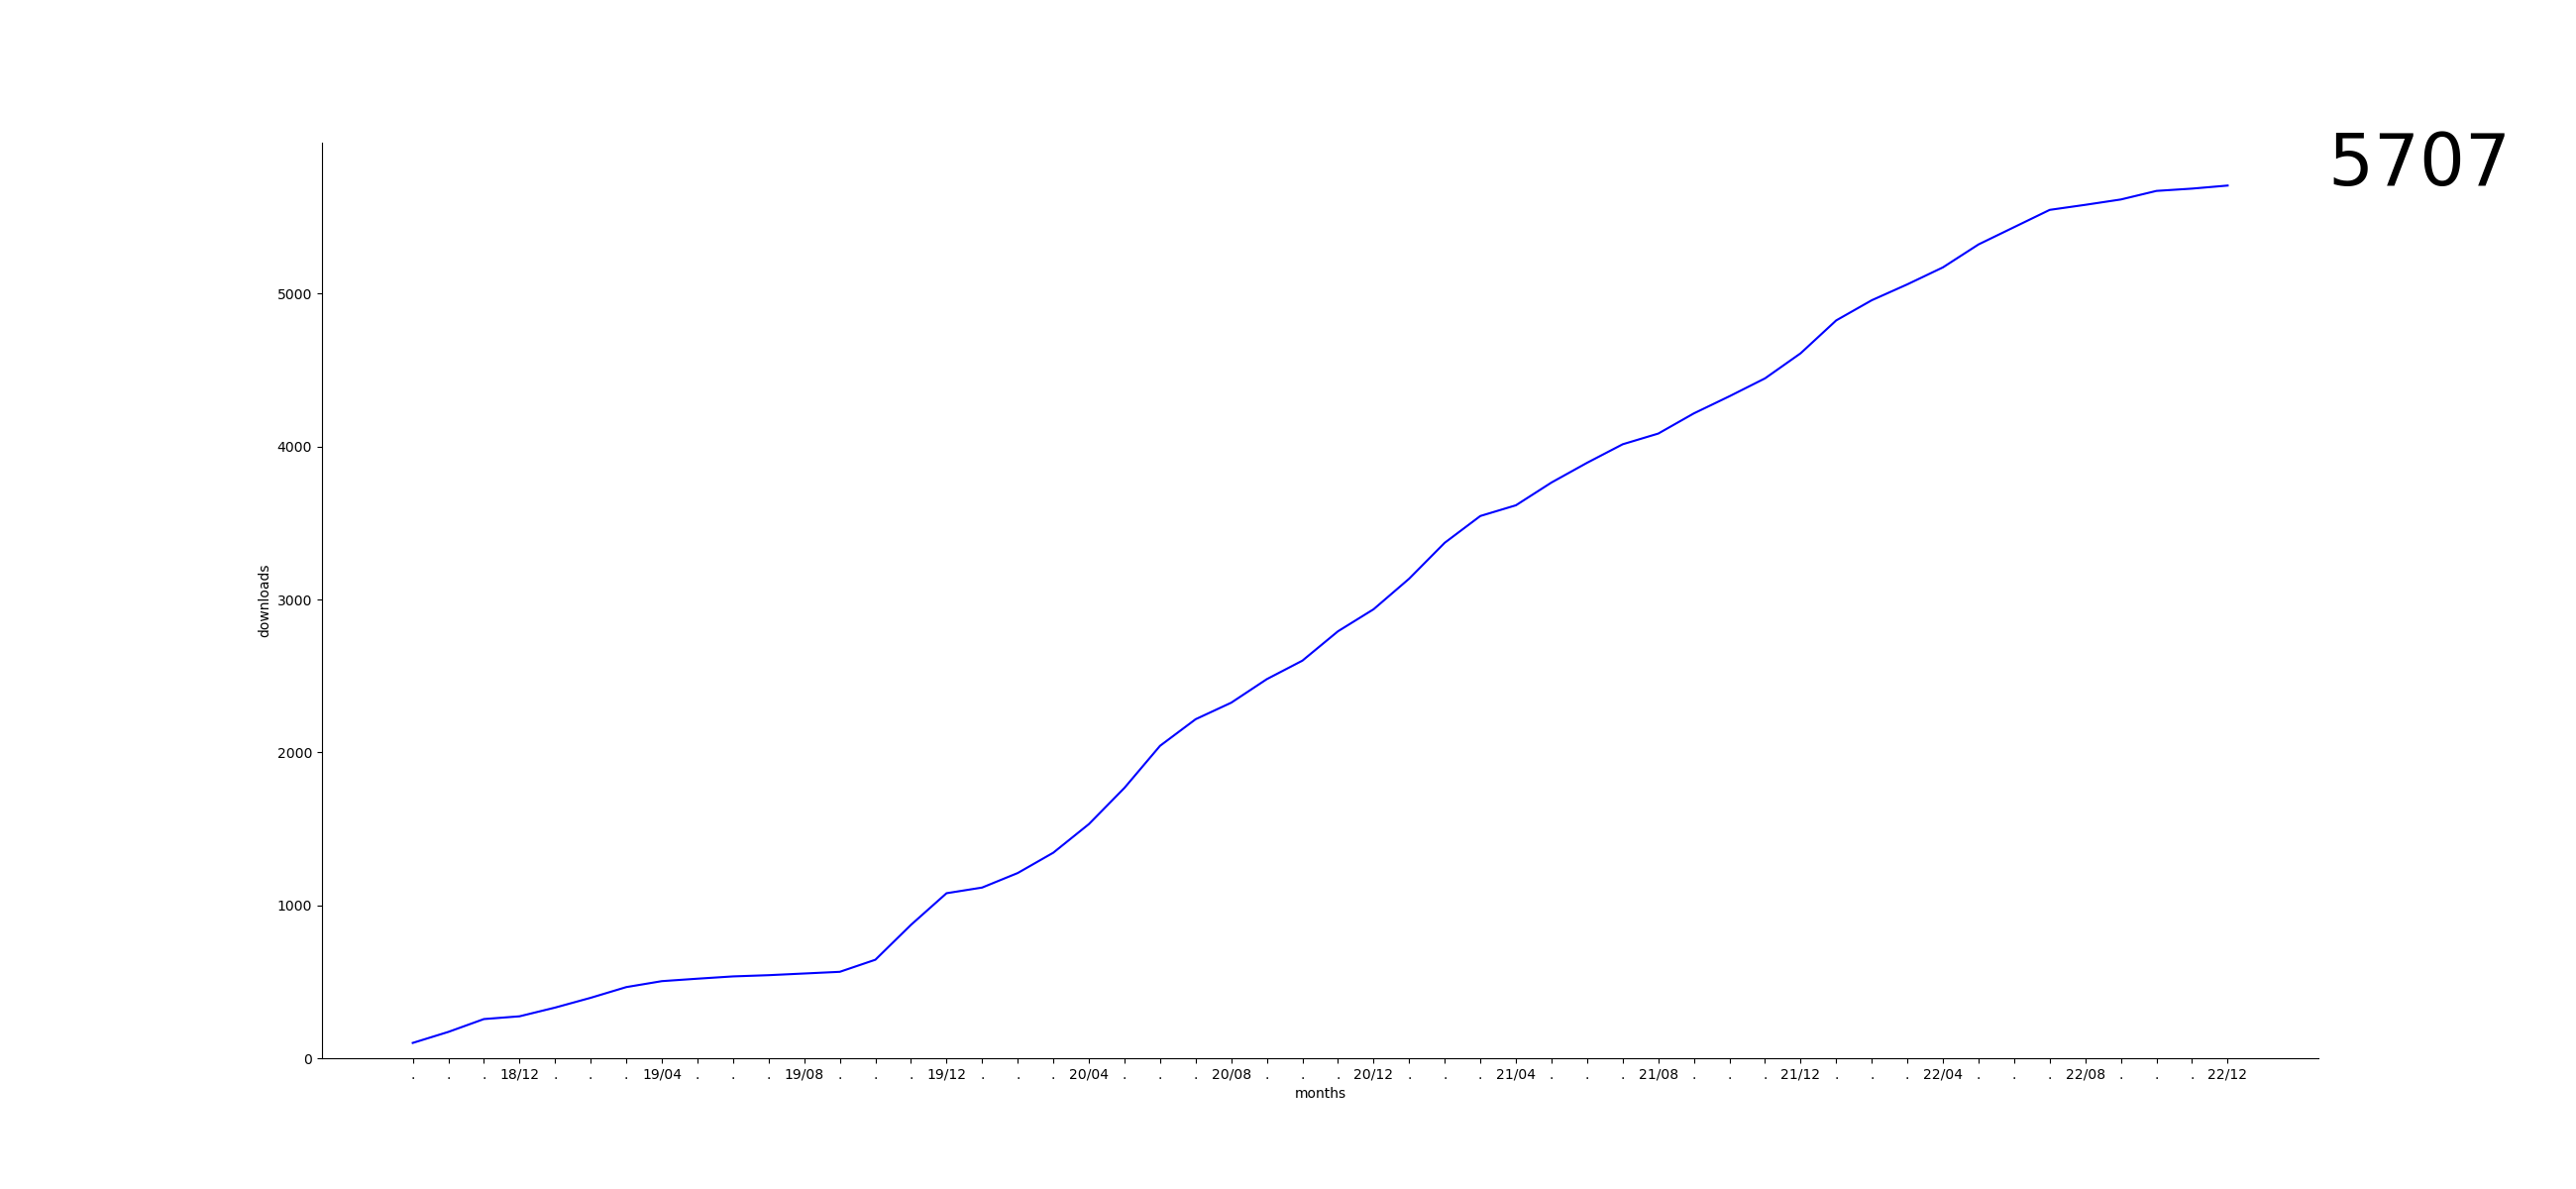 5707
5000
4000
3000
2000
1000
0
downloads
. . . 18/12 . . . 19/04 . . . 19/08 . . . 19/12 . . . 20/04 . . . 20/08 . . . 20/12 . . . 21/04 . . . 21/08 . . . 21/12 . . . 22/04 . . . 22/08 . . . 22/12
months